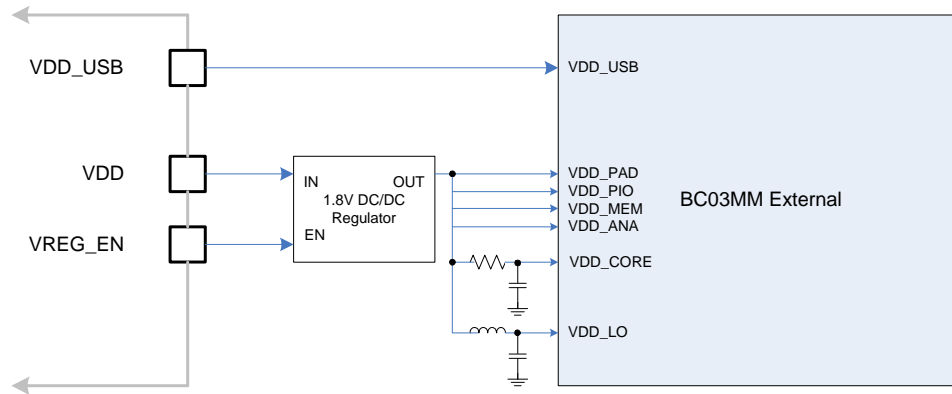 VDD_USB
VDD
VREG_EN
IN
OUT
1.8V DC/DC
Regulator
EN
VDD_USB
VDD_PAD
VDD_PIO
VDD_MEM
VDD_ANA
VDD_CORE
VDD_LO
BC03MM External